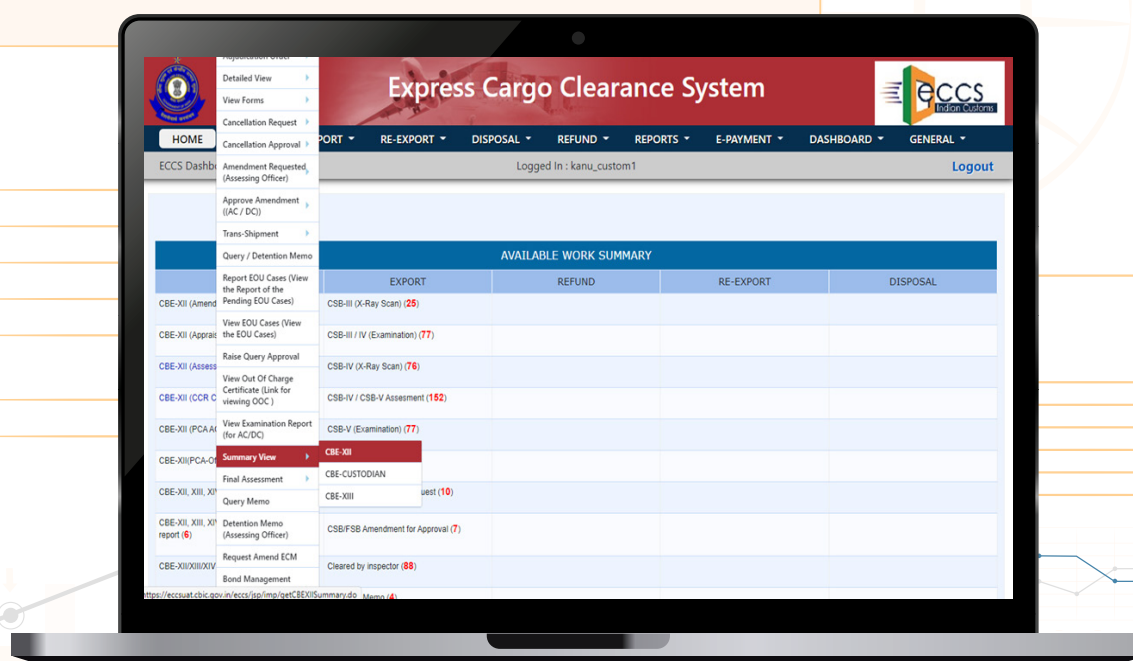 Express Cargo Clearance System
eccs
Indian Customs
HOME
PORT
RE-EXPORT
DISPOSAL
REFUND
REPORTS
E-PAYMENT
DASHBOARD
GENERAL
ECCS Dashbo
Logged In : kanu_custom1
Logout
Adjudication Order
Detailed View
View Forms
Cancellation Request
Cancellation Approval
Amendment Requested
(Assessing Officer)
Approve Amendment
((AC / DC))
Trans-Shipment
Query / Detention Memo
Report EOU Cases (View
the Report of the
Pending EOU Cases)
View EOU Cases (View
the EOU Cases)
Raise Query Approval
View Out Of Charge
Certificate (Link for
viewing OOC )
View Examination Report
(for AC/DC)
Summary View
Final Assessment
Query Memo
Detention Memo
(Assessing Officer)
Request Amend ECM
Bond Management
CBE-XII
CBE-CUSTODIAN
CBE-XIII
AVAILABLE WORK SUMMARY
EXPORT
REFUND
RE-EXPORT
DISPOSAL
CBE-XII (Amend
CSB-III (X-Ray Scan) (25)
CBE-XII (Apprais
CSB-III / IV (Examination) (77)
CBE-XII (Assess
CSB-IV (X-Ray Scan) (76)
CBE-XII (CCR C
CSB-IV / CSB-V Assesment (152)
CBE-XII (PCA A
CSB-V (Examination) (77)
CBE-XII(PCA-Of
CBE-XII, XIII, XIV
uest (10)
CBE-XII, XIII, XIV
report (6)
CSB/FSB Amendment for Approval (7)
CBE-XII/XIII/XIV
Cleared by inspector (88)
https://eccsuat.cbic.gov.in/eccs/jsp/imp/getCBEXIISummary.do
Memo (4)